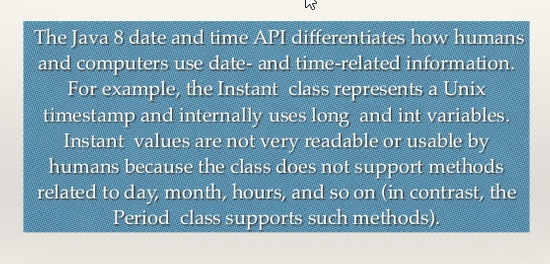 The Java 8 date and time API differentiates how humans
and computers use date- and time-related information.
For example, the Instant class represents a Unix
timestamp and internally uses long and int variables.
Instant values are not very readable or usable by
humans because the class does not support methods
related to day, month, hours, and so on (in contrast, the
Period class supports such methods).